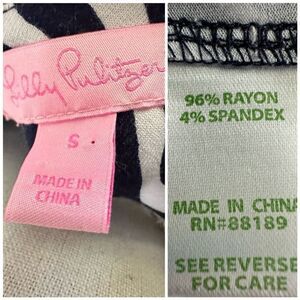 Lilly Pulitzer
S
MADE IN
CHINA
96% RAYON
4% SPANDEX
MADE IN CHINA
RN#88189
SEE REVERSE
FOR CARE